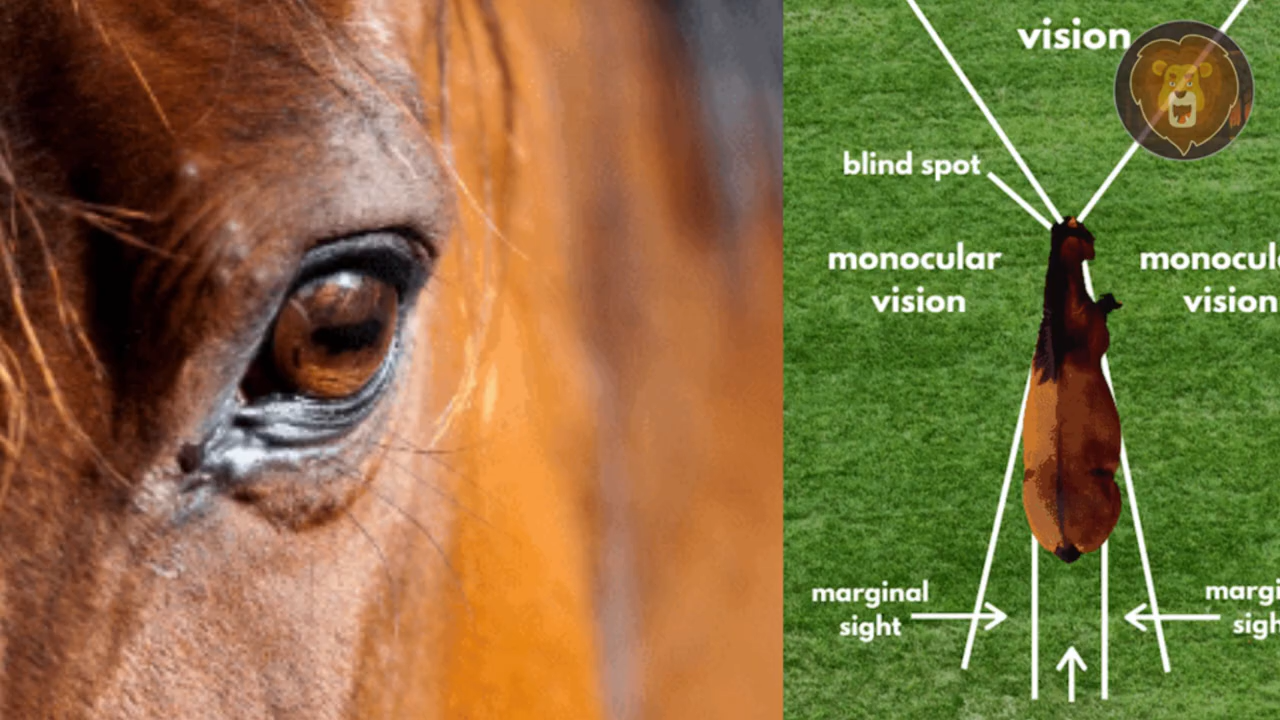 vision
blind spot
monocular
vision
monocul
vision
marginal
sight
margi
sigh